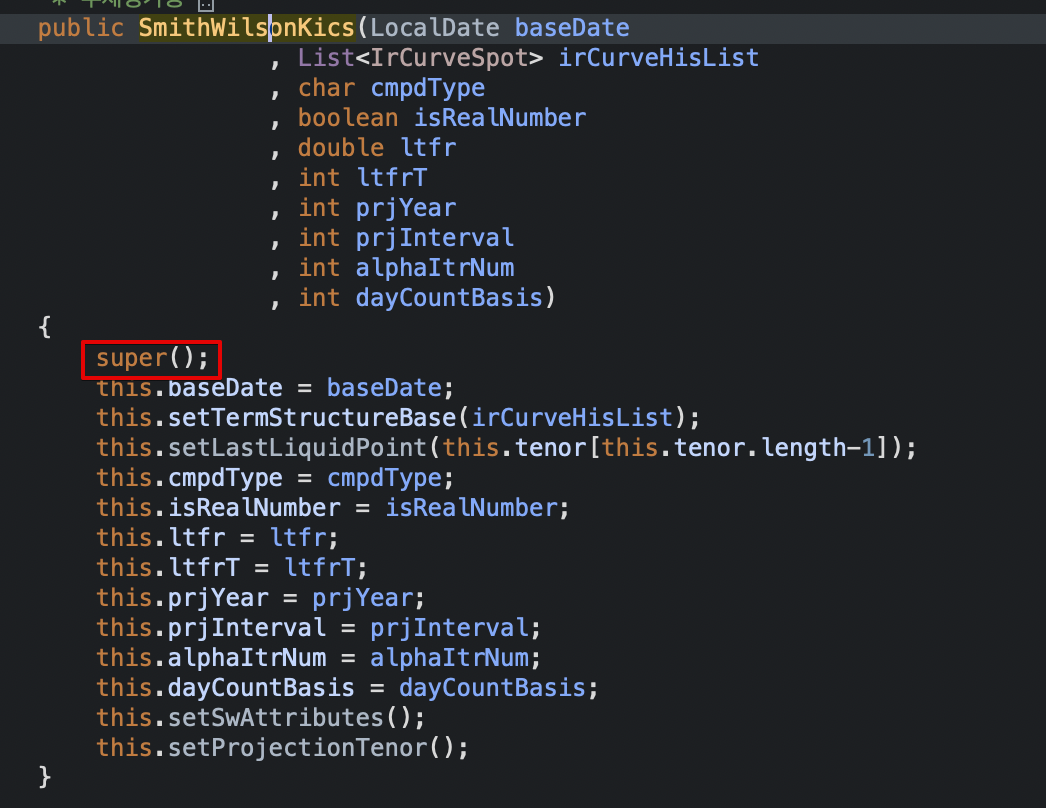 public SmithWilsonKics(LocalDate baseDate
, List<IrCurveSpot> irCurveHisList
, char cmpdType
, boolean isRealNumber
, double ltfr
, int ltfrT
, int prjYear
, int prjInterval
, int alphaItrNum
, int dayCountBasis)
{
super();
this.baseDate = baseDate;
this.setTermStructureBase(irCurveHisList);
this.setLastLiquidPoint(this.tenor[this.tenor.length-1]);
this.cmpdType = cmpdType;
this.isRealNumber = isRealNumber;
this.ltfr = ltfr;
this.ltfrT = ltfrT;
this.prjYear = prjYear;
this.prjInterval = prjInterval;
this.alphaItrNum = alphaItrNum;
this.dayCountBasis = dayCountBasis;
this.setSwAttributes();
this.setProjectionTenor();
}